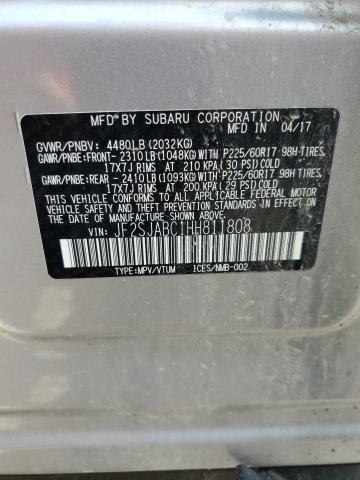 MFD BY SUBARU CORPORATION
MFD IN 04/17
GVWR/PNBV: 4480LB (2032KG)
GAWR/PNBE:FRONT- 2310LB(1048KG)WITH P225/60R17 98H TIRES,
17X7J RIMS AT 210 KPA( 30 PSI)COLD
GAWR/PNBE:REAR - 2410LB(1093KG)WITH P225/60R17 98H TIRES,
17X7J RIMS AT 200 KPA( 29 PSI)COLD
THIS VEHICLE CONFORMS TO ALL APPLICABLE FEDERAL MOTOR
VEHICLE SAFETY STANDARDS IN EFFECT ON THE
DATE OF MANUFACTURE SHOWN ABOVE.
VIN: JF2SJABC1HH811808
TYPE:MPV/VTUM ICES/NMB-002